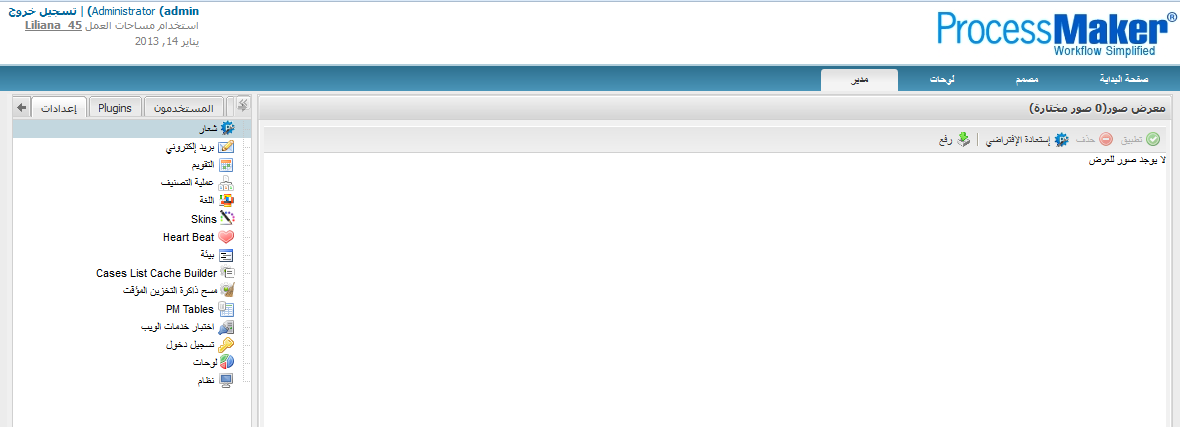 ProcessMaker®
Workflow Simplified
Administrator (admin) | تسجيل خروج
استخدام مساحات العمل Liliana_45
يناير 14, 2013
صفحة البداية
مصمم
لوحات
مدير
إعدادات
Plugins
المستخدمون
شعار
بريد إلكتروني
التقويم
عملية التصنيف
اللغة
Skins
Heart Beat
بيئة
Cases List Cache Builder
مسح ذاكرة التخزين المؤقت
PM Tables
اختبار خدمات الويب
تسجيل دخول
لوحات
نظام
معرض صور(0 صور مختارة)
تطبيق حذف إستعادة الإفتراضي | رفع
لا يوجد صور للعرض